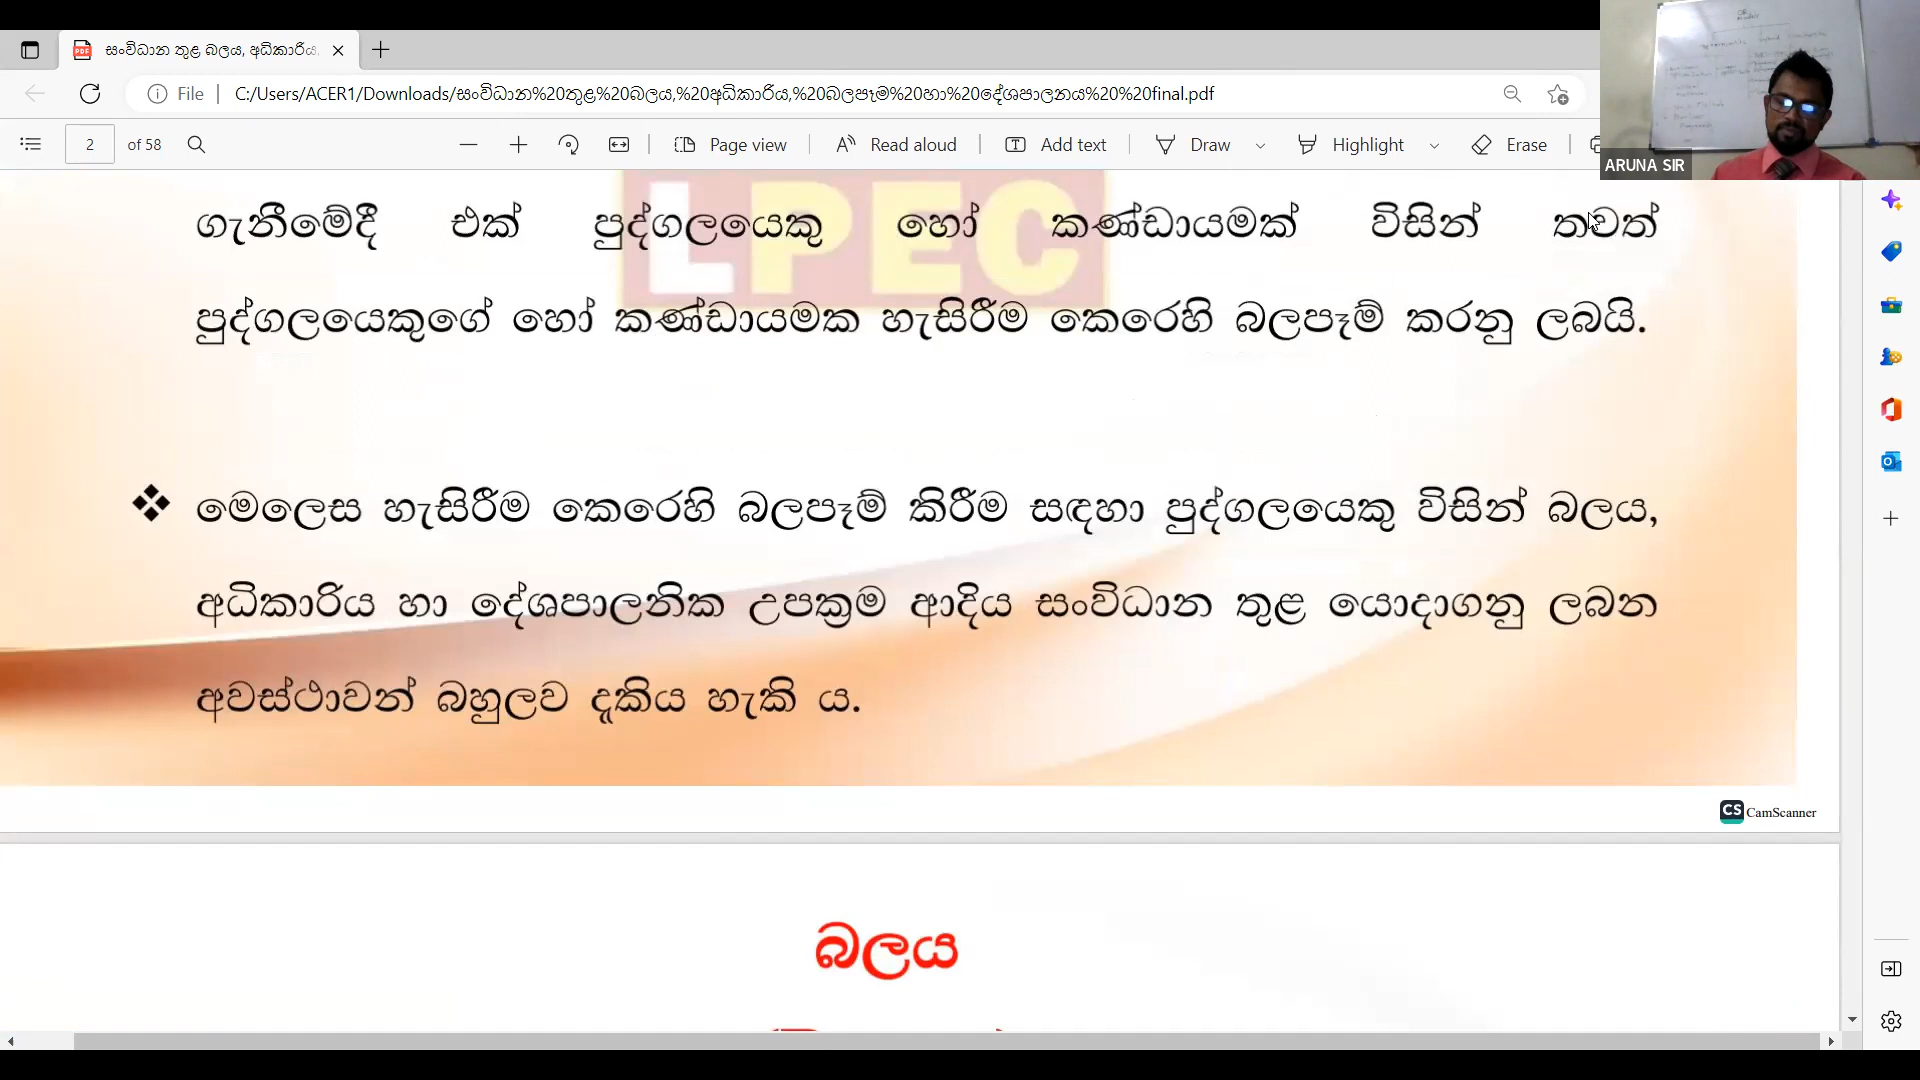 සංවිධාන තුළ බලය, අධිකාරිය,
File
C:/Users/ACER1/Downloads/සංවිධාන%20තුළ%20බලය,%20අධිකාරිය,%20බලපෑම%20හා%20දේශපාලනය%20%20final.pdf
2 of 58
Page view
Read aloud
Add text
Draw
Highlight
Erase
ARUNA SIR
LPEC
ගැනීමේදී එක් පුද්ගලයෙකු හෝ කණ්ඩායමක් විසින් තවත්
පුද්ගලයෙකුගේ හෝ කණ්ඩායමක හැසිරීම කෙරෙහි බලපෑම් කරනු ලබයි.
❖ මෙලෙස හැසිරීම කෙරෙහි බලපෑම් කිරීම සඳහා පුද්ගලයෙකු විසින් බලය,
අධිකාරිය හා දේශපාලනික උපක්‍රම ආදිය සංවිධාන තුළ යොදාගනු ලබන
අවස්ථාවන් බහුලව දැකිය හැකි ය.
CS CamScanner
බලය